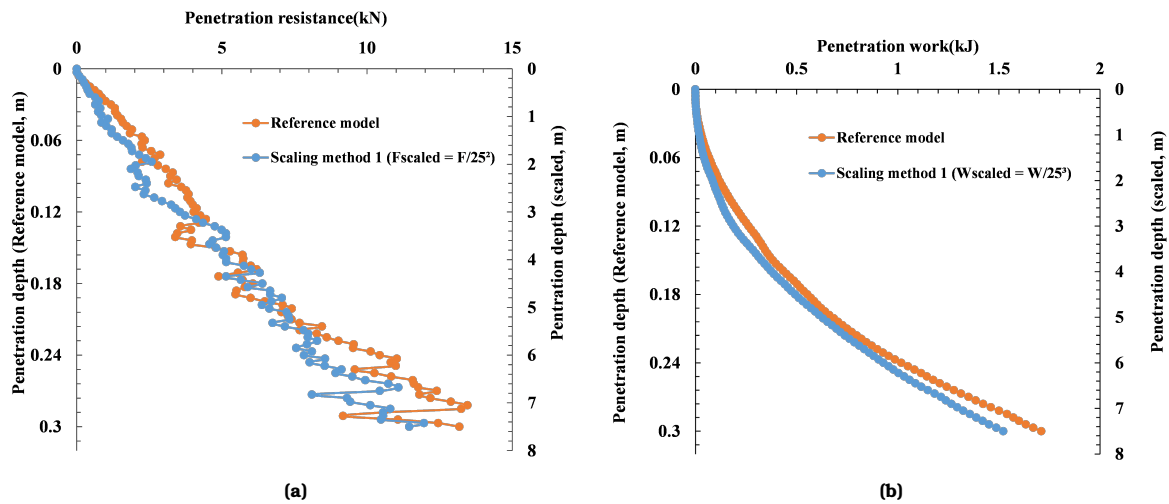 Penetration resistance(kN)
0 5 10 15
Penetration depth (Reference model, m)
0
0.06
0.12
0.18
0.24
0.3
Reference model
Scaling method 1 (Fscaled = F/25²)
0
1
2
3
4
5
6
7
8
Pentration depth (scaled, m)
(a)
Penetration work(kJ)
0 0.5 1 1.5 2
Penetration depth (Reference model, m)
0
0.06
0.12
0.18
0.24
0.3
Reference model
Scaling method 1 (Wscaled = W/25³)
0
1
2
3
4
5
6
7
8
Penetration depth (scaled, m)
(b)